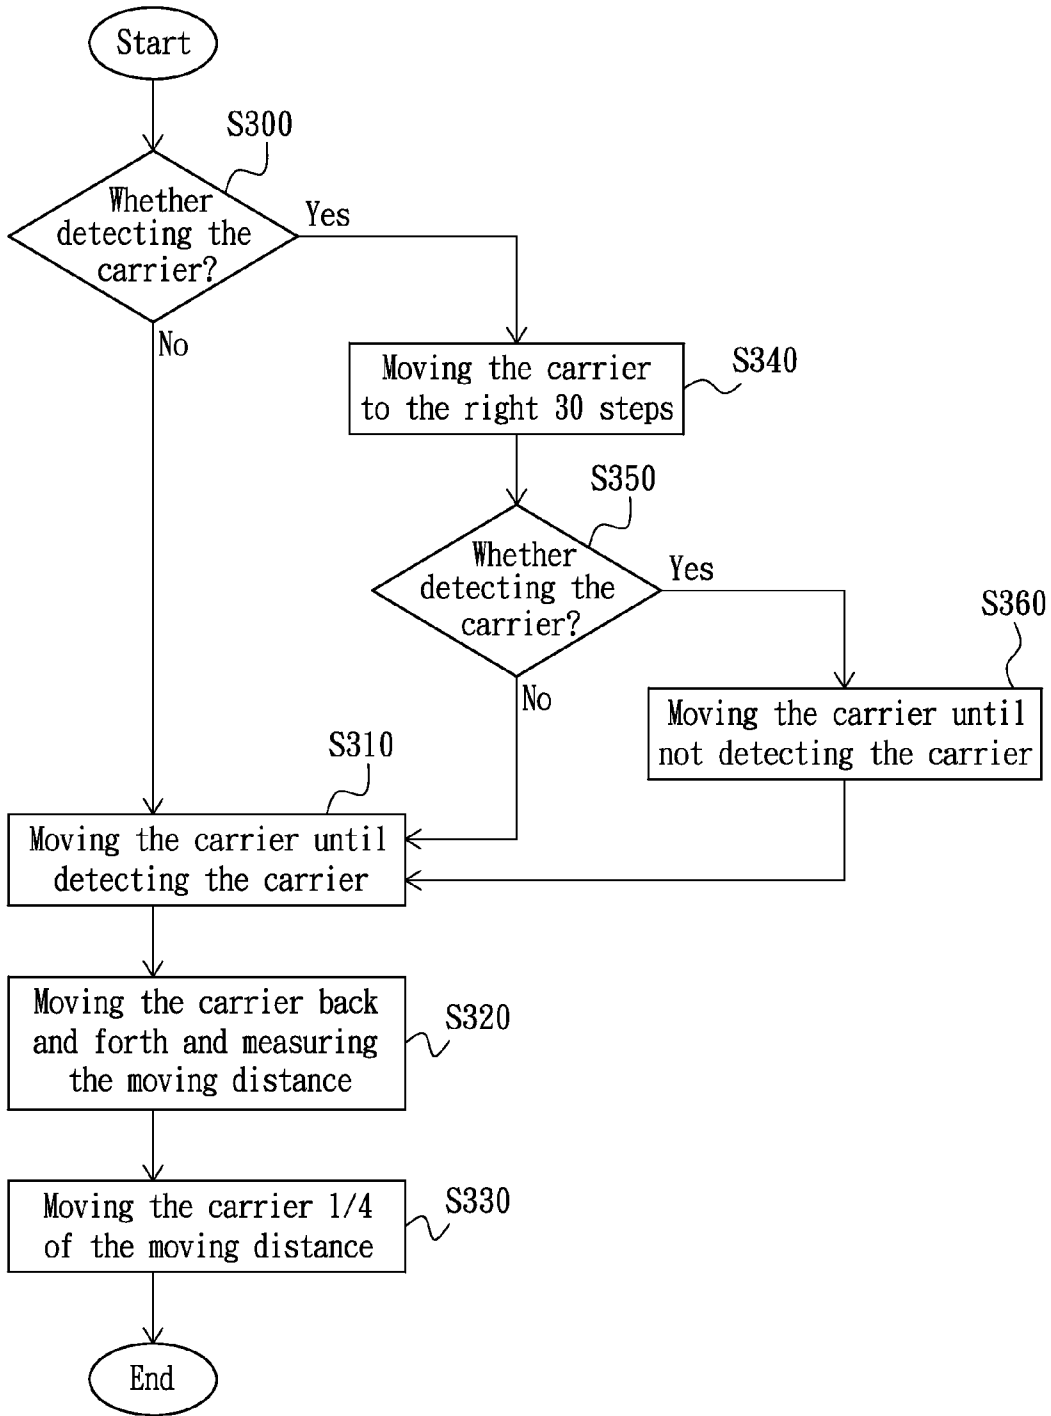 Start
S300
Whether
detecting the
carrier?
Yes
No
Moving the carrier
to the right 30 steps
S340
S350
Whether
detecting the
carrier?
Yes
No
S360
Moving the carrier until
not detecting the carrier
S310
Moving the carrier until
detecting the carrier
Moving the carrier back
and forth and measuring
the moving distance
S320
Moving the carrier 1/4
of the moving distance
S330
End